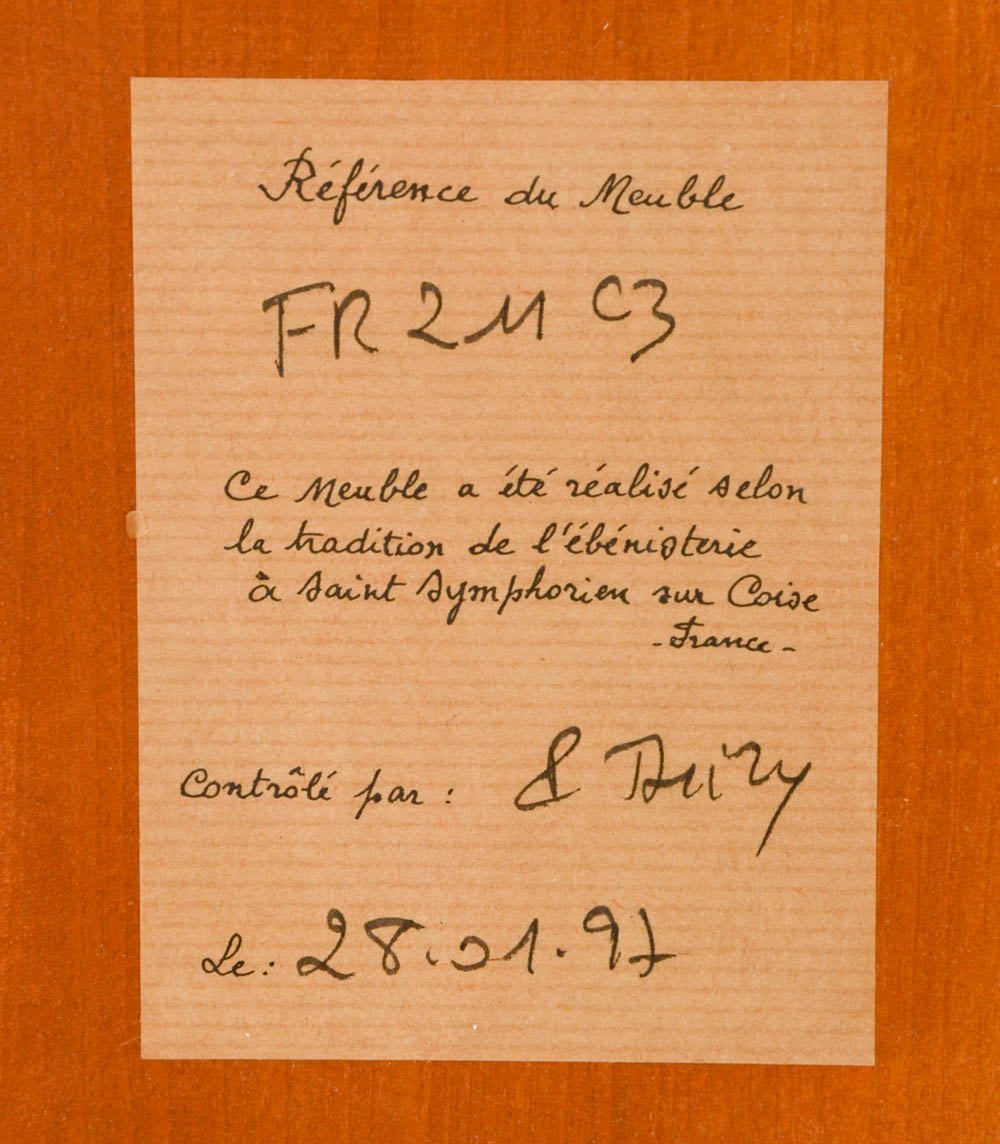 Référence du Meuble
FR 2M C3
Ce Meuble a été réalisé selon
la tradition de l'ébénisterie
à Saint Symphorien sur Coise
- France -
Contrôlé par :
Le : 28.01.97